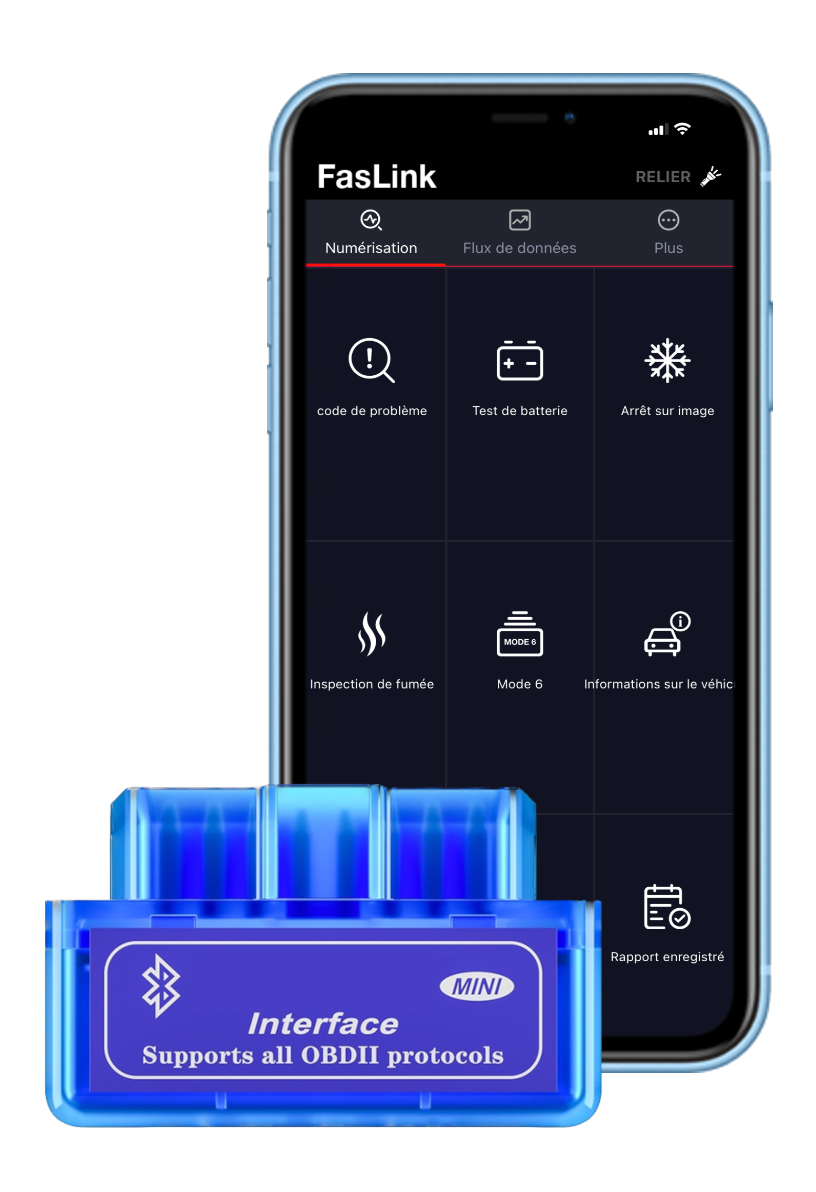 FasLink
RELIER
Numérisation
Flux de données
Plus
code de problème
Test de batterie
Arrêt sur image
+ -
MODE 6
Inspection de fumée
Mode 6
Informations sur le véhic
Rapport enregistré
MINI
Interface
Supports all OBDII protocols